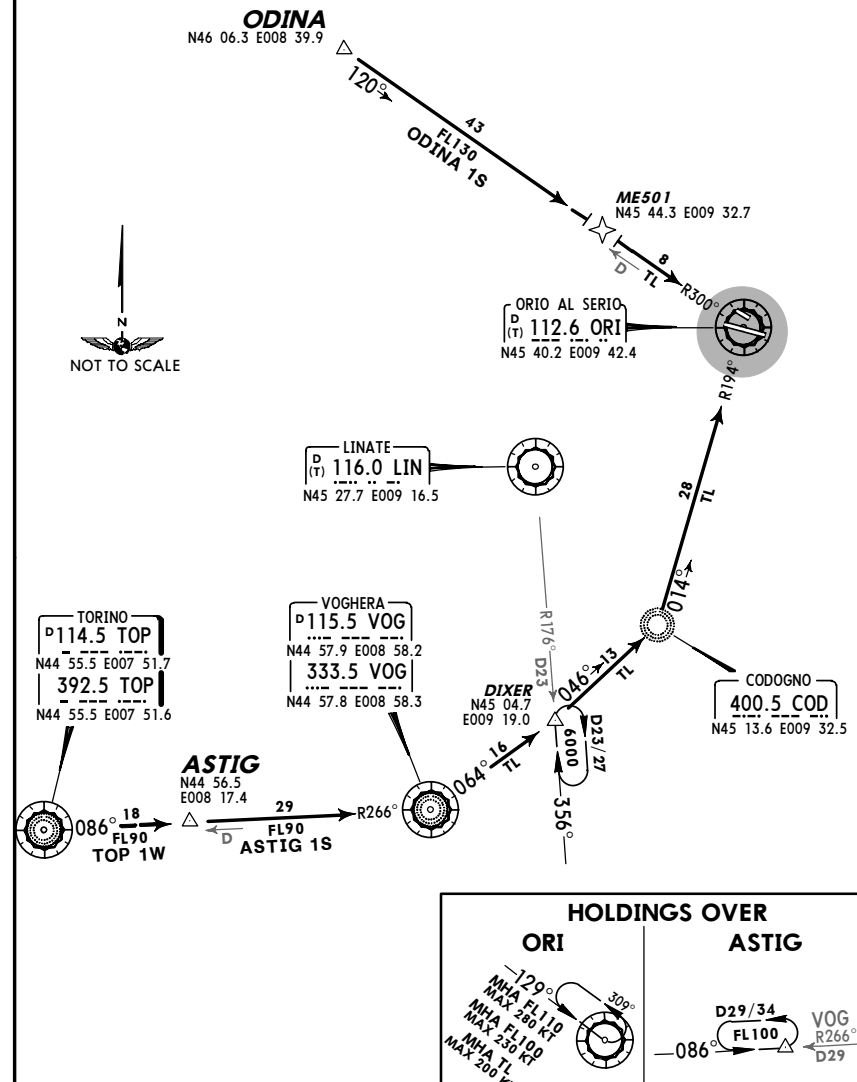 ODINA
N46 06.3 E008 39.9
120°
43
FL130
ODINA 1S
ME501
N45 44.3 E009 32.7
8
D
TL
R300°
N
NOT TO SCALE
ORIO AL SERIO
D
(T) 112.6 ORI
N45 40.2 E009 42.4
R194°
LINATE
D
(T) 116.0 LIN
N45 27.7 E009 16.5
28
TL
014°
TORINO
D 114.5 TOP
N44 55.5 E007 51.7
392.5 TOP
N44 55.5 E007 51.6
VOGHERA
D 115.5 VOG
N44 57.9 E008 58.2
333.5 VOG
N44 57.8 E008 58.3
R176°
D23
DIXER
N45 04.7
E009 19.0
046°
13
TL
CODOGNO
400.5 COD
N45 13.6 E009 32.5
D23/27
6000
356°
ASTIG
N44 56.5
E008 17.4
064°
16
TL
086°
18
FL90
TOP 1W
29
R266°
D
FL90
ASTIG 1S
HOLDINGS OVER
ORI
129°
309°
MHA FL110
MAX 280 KT
MHA FL100
MAX 230 KT
MHA TL
MAX 200 KT
ASTIG
D29/34
FL100
086°
VOG
R266°
D29